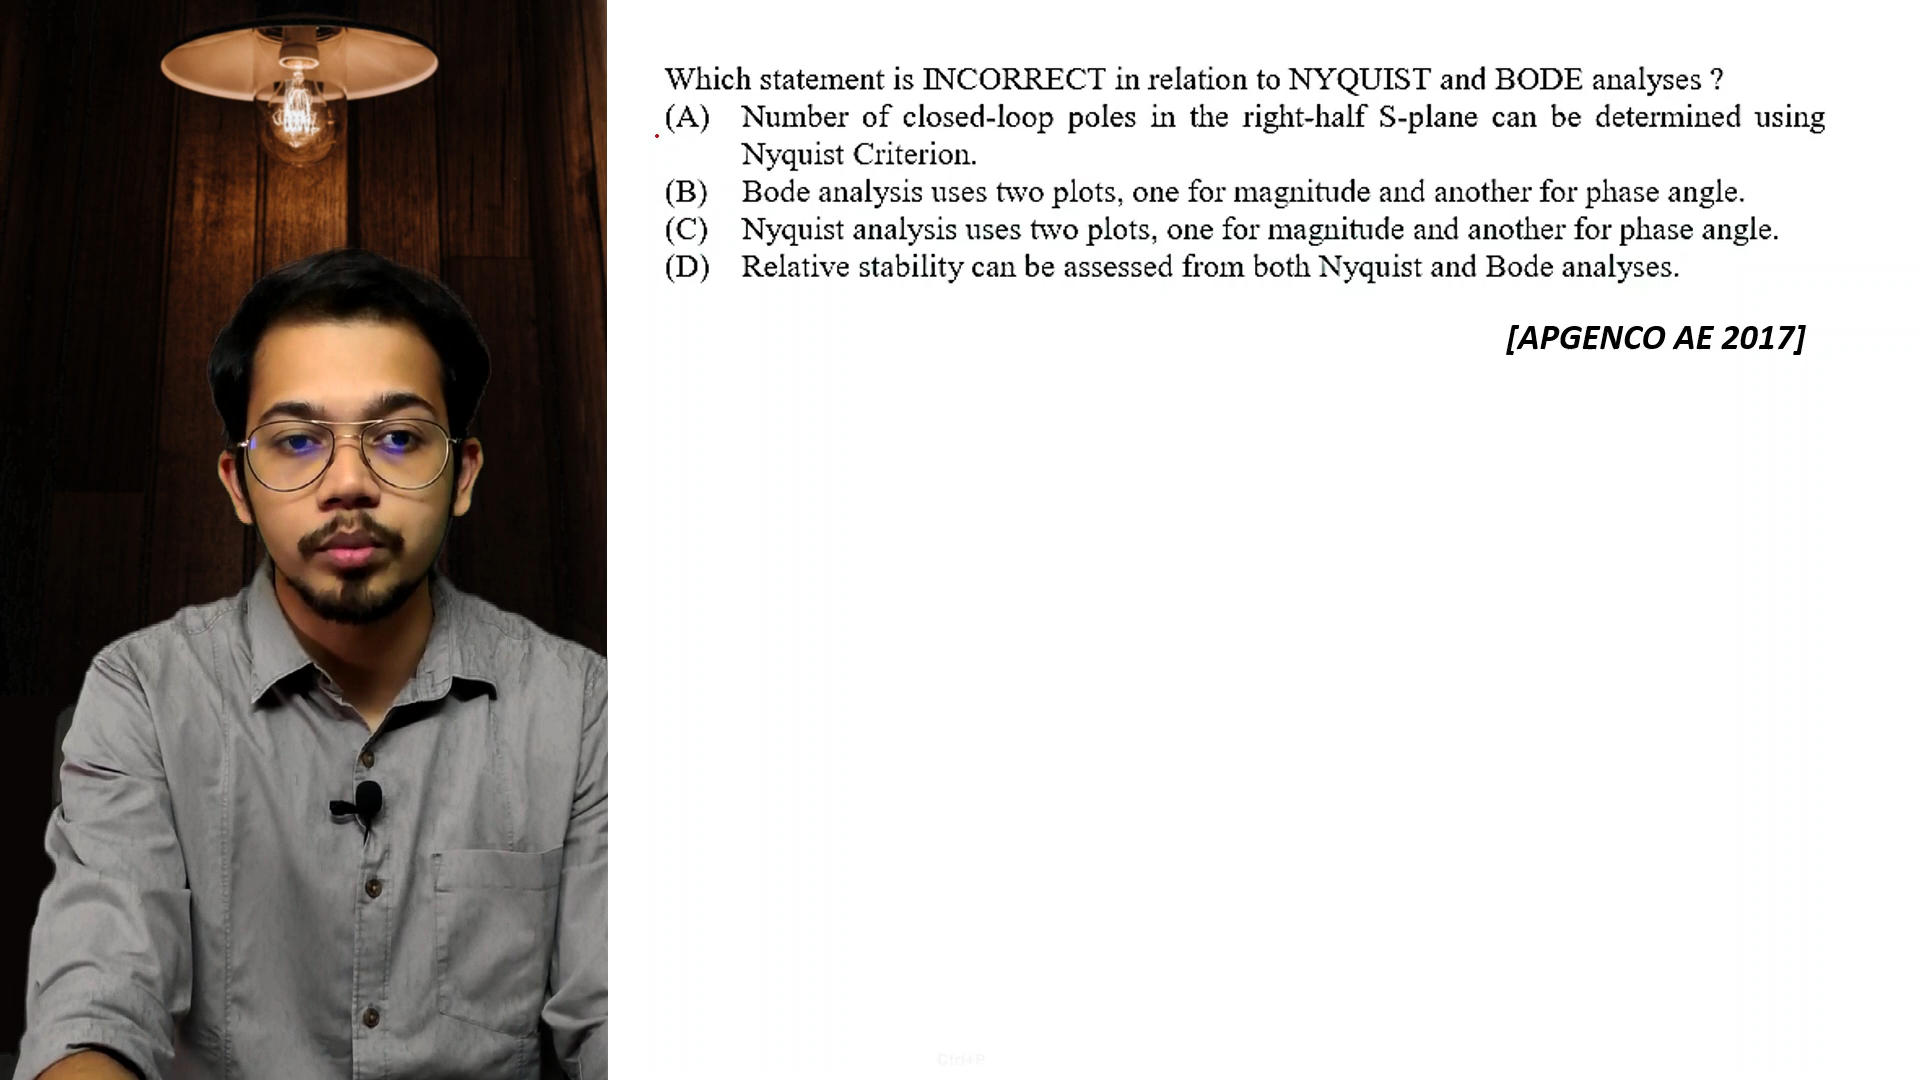 Which statement is INCORRECT in relation to NYQUIST and BODE analyses ?
(A) Number of closed-loop poles in the right-half S-plane can be determined using
Nyquist Criterion.
(B) Bode analysis uses two plots, one for magnitude and another for phase angle.
(C) Nyquist analysis uses two plots, one for magnitude and another for phase angle.
(D) Relative stability can be assessed from both Nyquist and Bode analyses.
[APGENCO AE 2017]